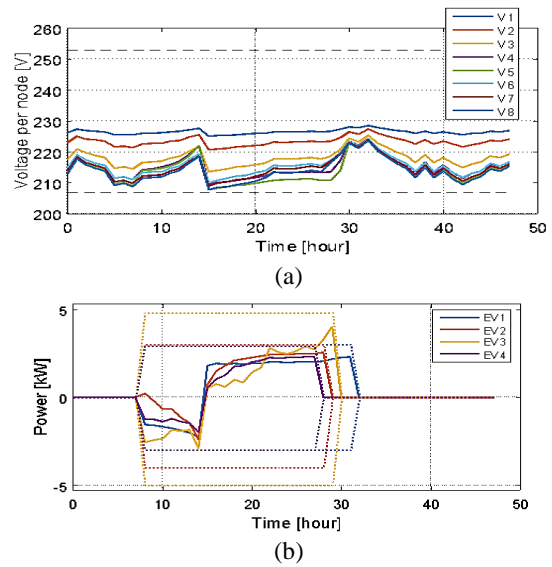 260
250
240
230
220
210
200
Voltage per node [V]
0
10
20
30
40
50
Time [hour]
V1
V2
V3
V4
V5
V6
V7
V8
(a)
5
0
-5
Power [kW]
0
10
20
30
40
50
Time [hour]
EV1
EV2
EV3
EV4
(b)